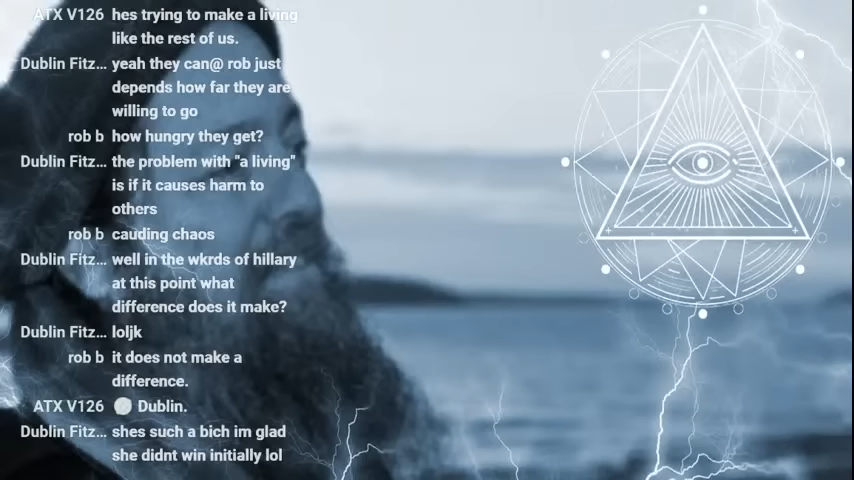 ATX V126 hes trying to make a living
like the rest of us.
Dublin Fitz... yeah they can@ rob just
depends how far they are
willing to go
rob b how hungry they get?
Dublin Fitz... the problem with "a living"
is if it causes harm to
others
rob b cauding chaos
Dublin Fitz... well in the wkrds of hillary
at this point what
difference does it make?
Dublin Fitz... loljk
rob b it does not make a
difference.
ATX V126 Dublin.
Dublin Fitz... shes such a bich im glad
she didnt win initially lol